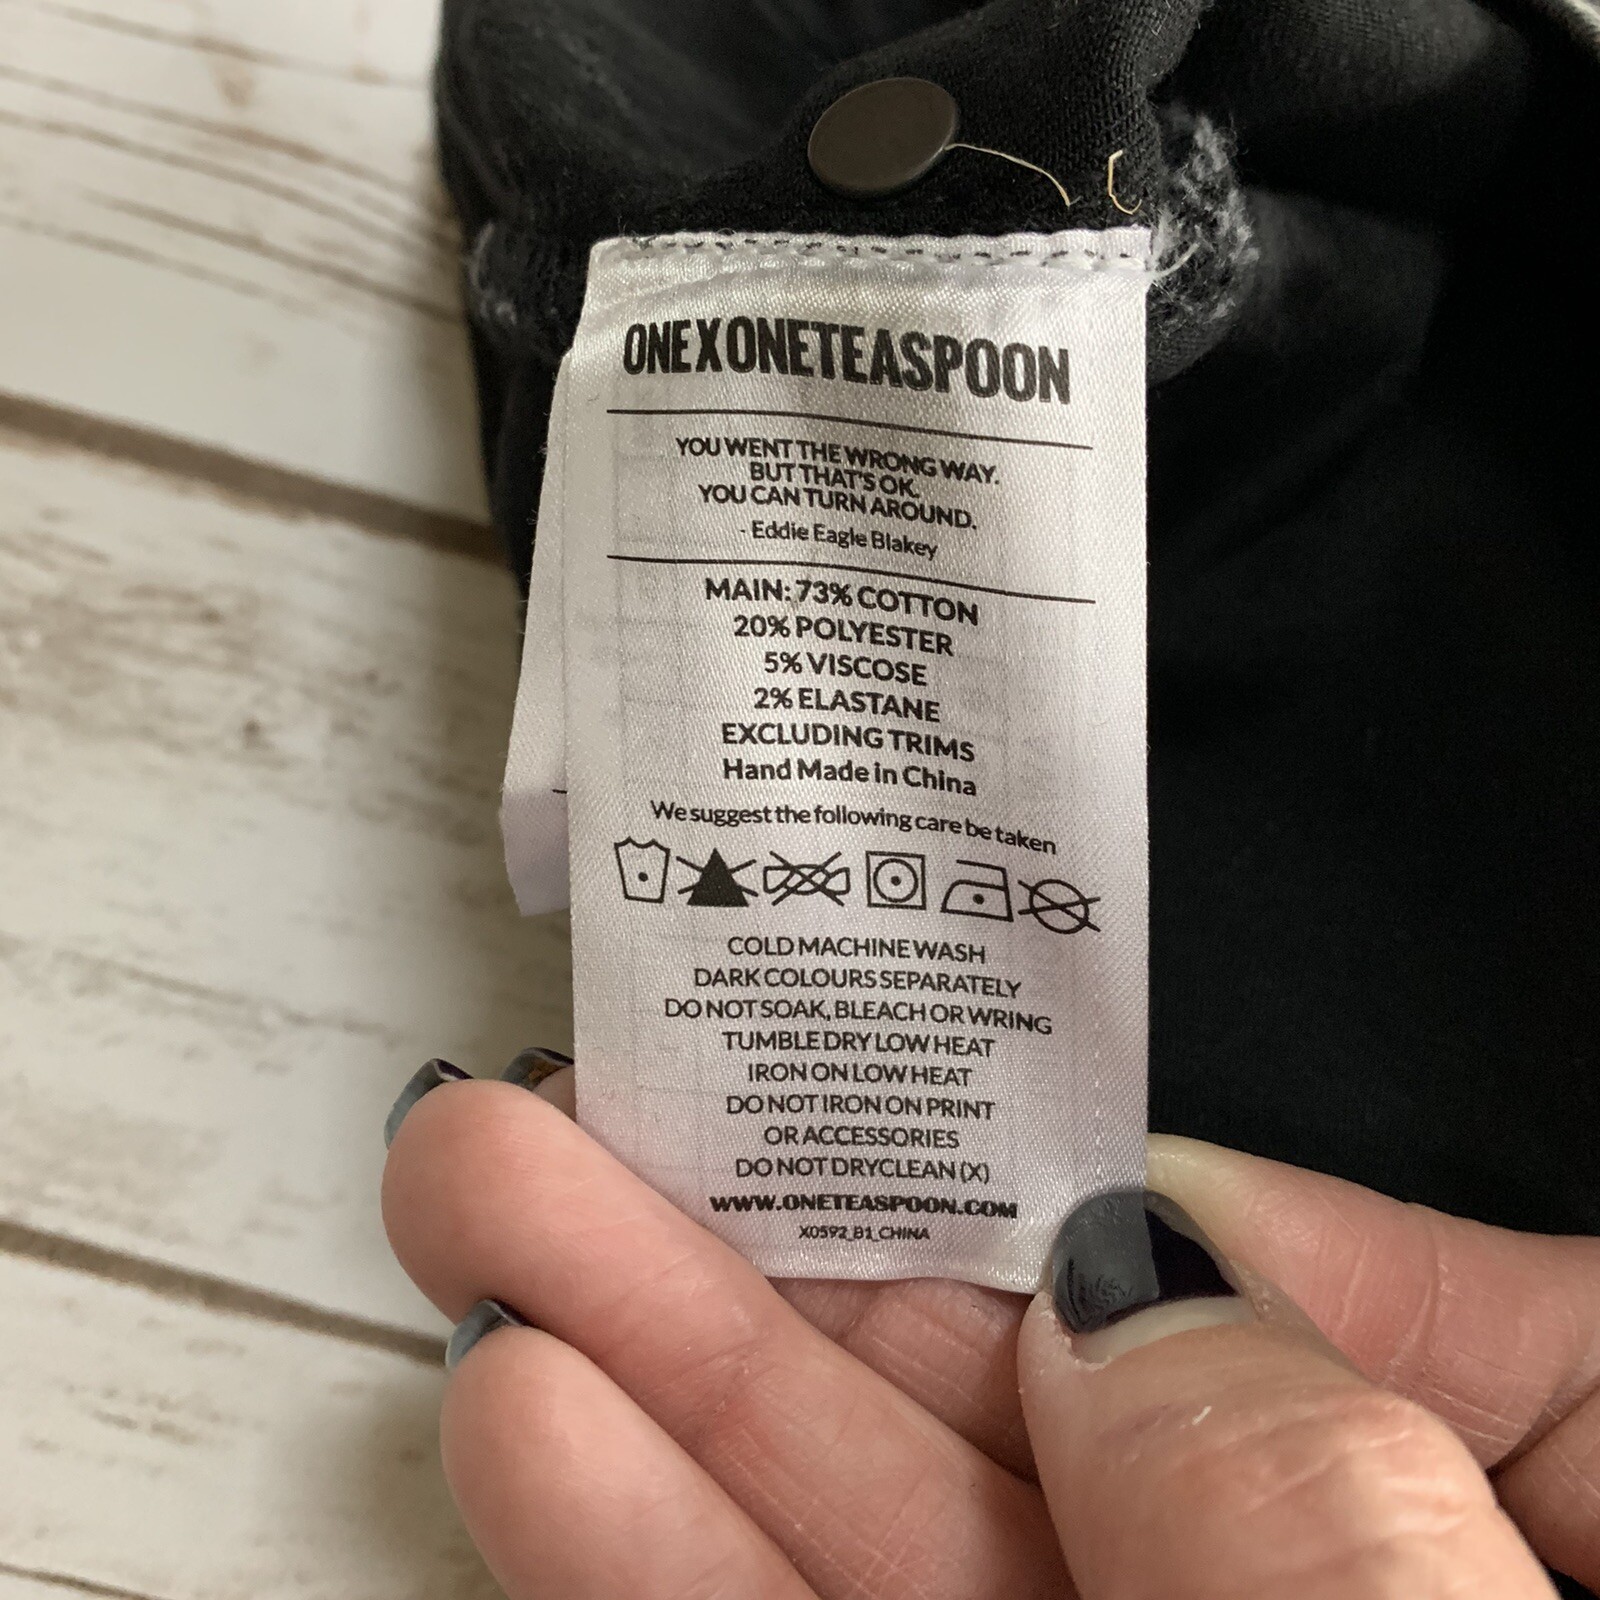 ONEXONETEASPOON
YOU WENT THE WRONG WAY.
BUT THAT'S OK.
YOU CAN TURN AROUND.
- Eddie Eagle Blakey
MAIN: 73% COTTON
20% POLYESTER
5% VISCOSE
2% ELASTANE
EXCLUDING TRIMS
Hand Made in China
We suggest the following care be taken
COLD MACHINE WASH
DARK COLOURS SEPARATELY
DO NOT SOAK, BLEACH OR WRING
TUMBLE DRY LOW HEAT
IRON ON LOW HEAT
DO NOT IRON ON PRINT
OR ACCESSORIES
DO NOT DRYCLEAN (X)
WWW.ONETEASPOON.COM
X0592_B1_CHINA